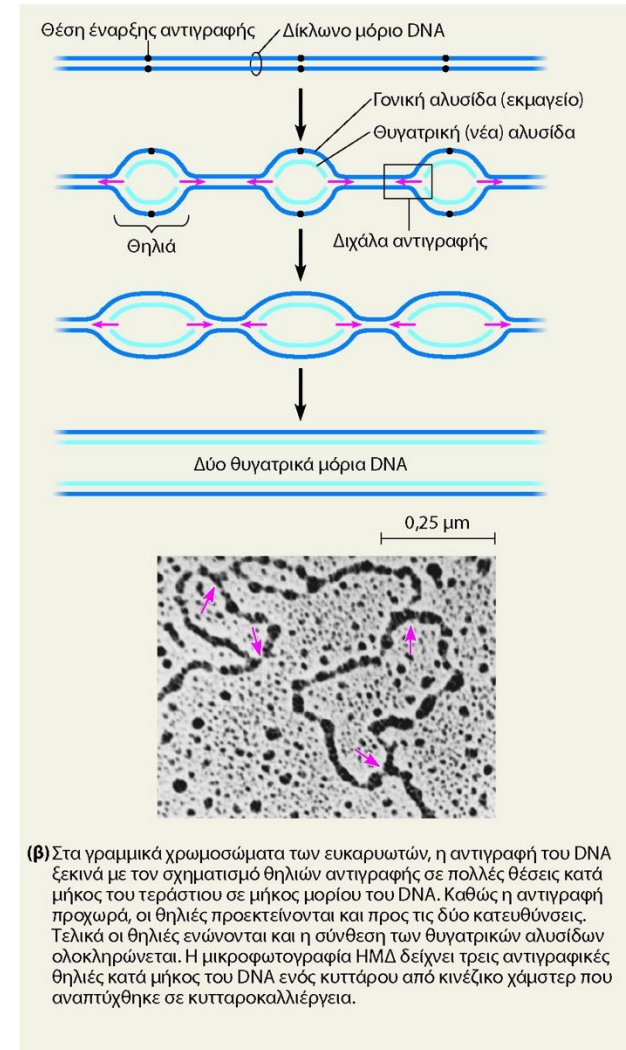 Θέση έναρξης αντιγραφής
Δίκλωνο μόριο DNA
Γονική αλυσίδα (εκμαγείο)
Θυγατρική (νέα) αλυσίδα
Θηλιά
Διχάλα αντιγραφής
Δύο θυγατρικά μόρια DNA
0,25 μm
(β) Στα γραμμικά χρωμοσώματα των ευκαρυωτών, η αντιγραφή του DNA
ξεκινά με τον σχηματισμό θηλιών αντιγραφής σε πολλές θέσεις κατά
μήκος του τεράστιου σε μήκος μορίου του DNA. Καθώς η αντιγραφή
προχωρά, οι θηλιές προεκτείνονται και προς τις δύο κατευθύνσεις.
Τελικά οι θηλιές ενώνονται και η σύνθεση των θυγατρικών αλυσίδων
ολοκληρώνεται. Η μικροφωτογραφία ΗΜΔ δείχνει τρεις αντιγραφικές
θηλιές κατά μήκος του DNA ενός κυττάρου από κινέζικο χάμστερ που
αναπτύχθηκε σε κυτταροκαλλιέργεια.